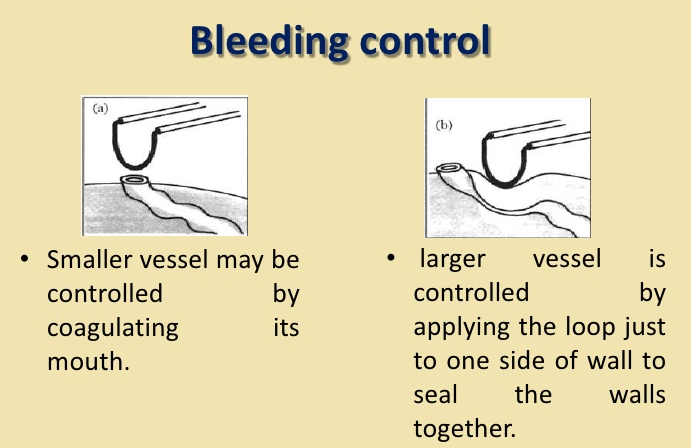 Bleeding control
(a)
• Smaller vessel may be
controlled by
coagulating its
mouth.
(b)
• larger vessel is
controlled by
applying the loop just
to one side of wall to
seal the walls
together.